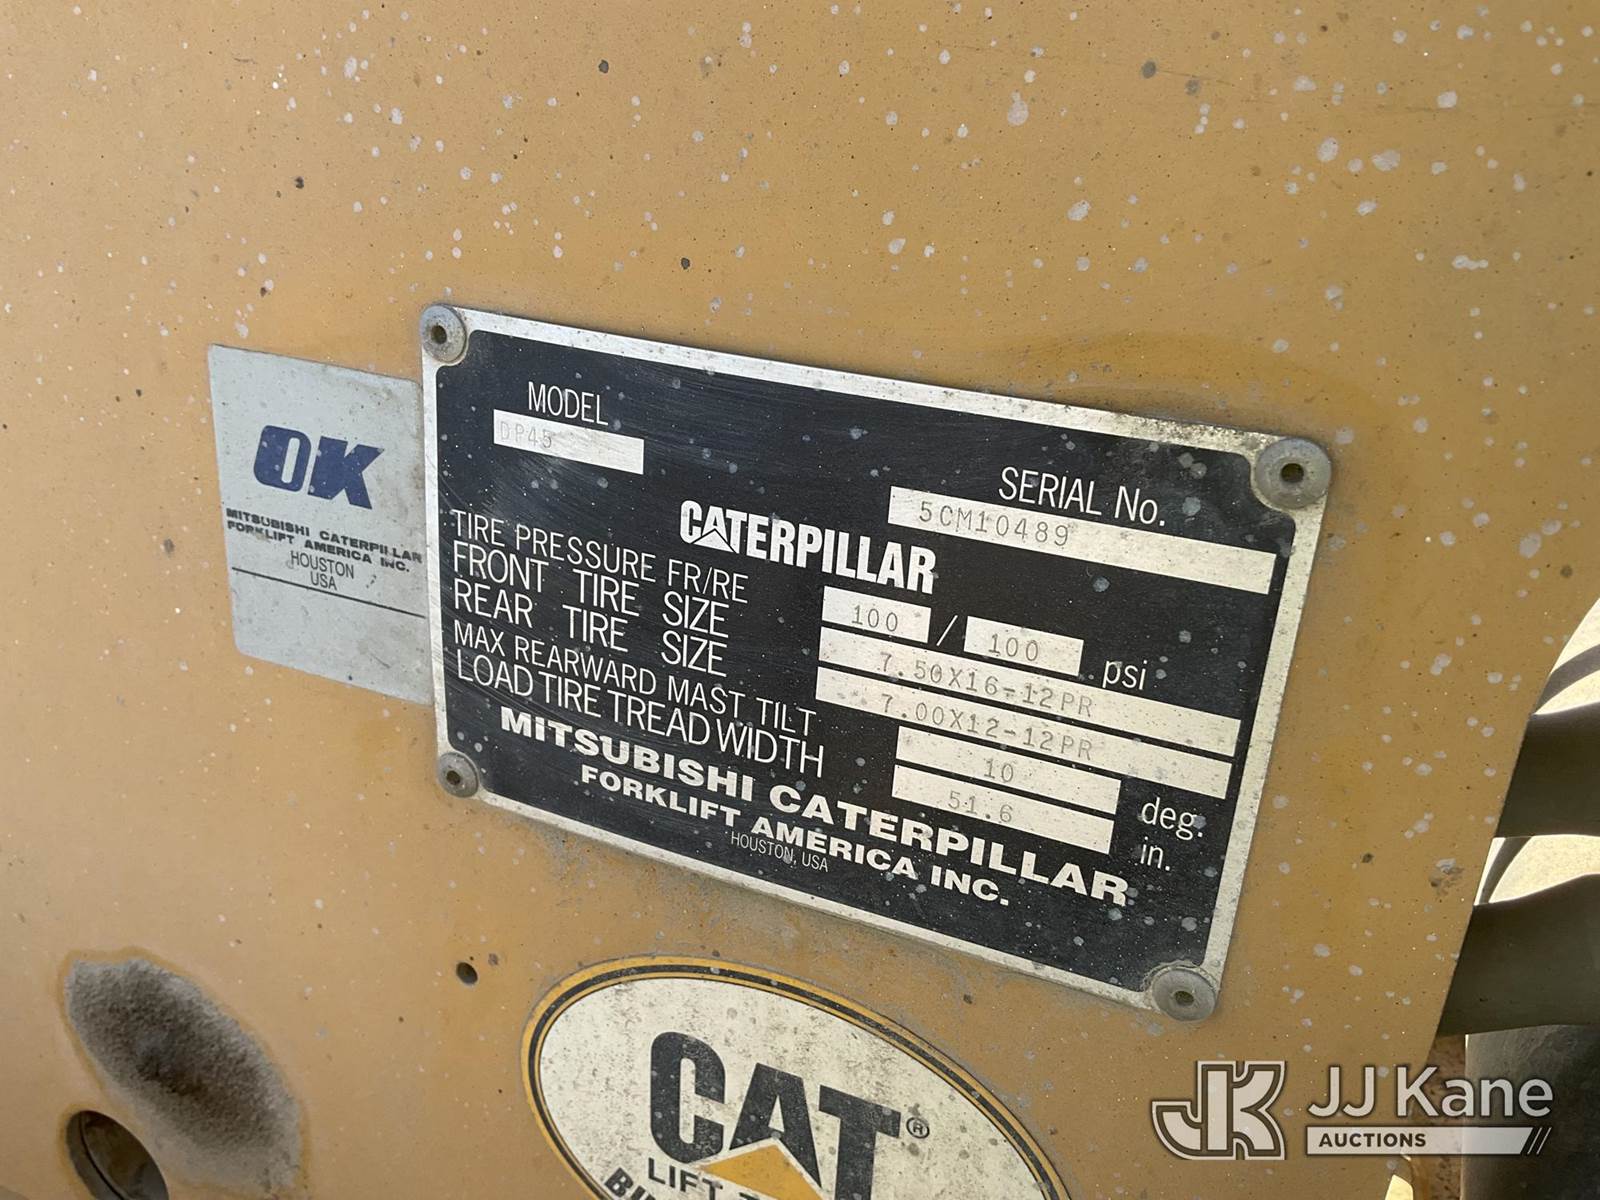 OK
MITSUBISHI CATERPILLAR
FORKLIFT AMERICA INC.
HOUSTON
USA
MODEL
DP45
SERIAL No.
5CM10489
CATERPILLAR
TIRE PRESSURE FR/RE 100 / 100 psi
FRONT TIRE SIZE 7.50X16-12PR
REAR TIRE SIZE 7.00X12-12PR
MAX REARWARD MAST TILT 10 deg.
LOAD TIRE TREAD WIDTH 51.6 in.
MITSUBISHI CATERPILLAR
FORKLIFT AMERICA INC.
HOUSTON, USA
CAT®
LIFT
JK JJ Kane
AUCTIONS